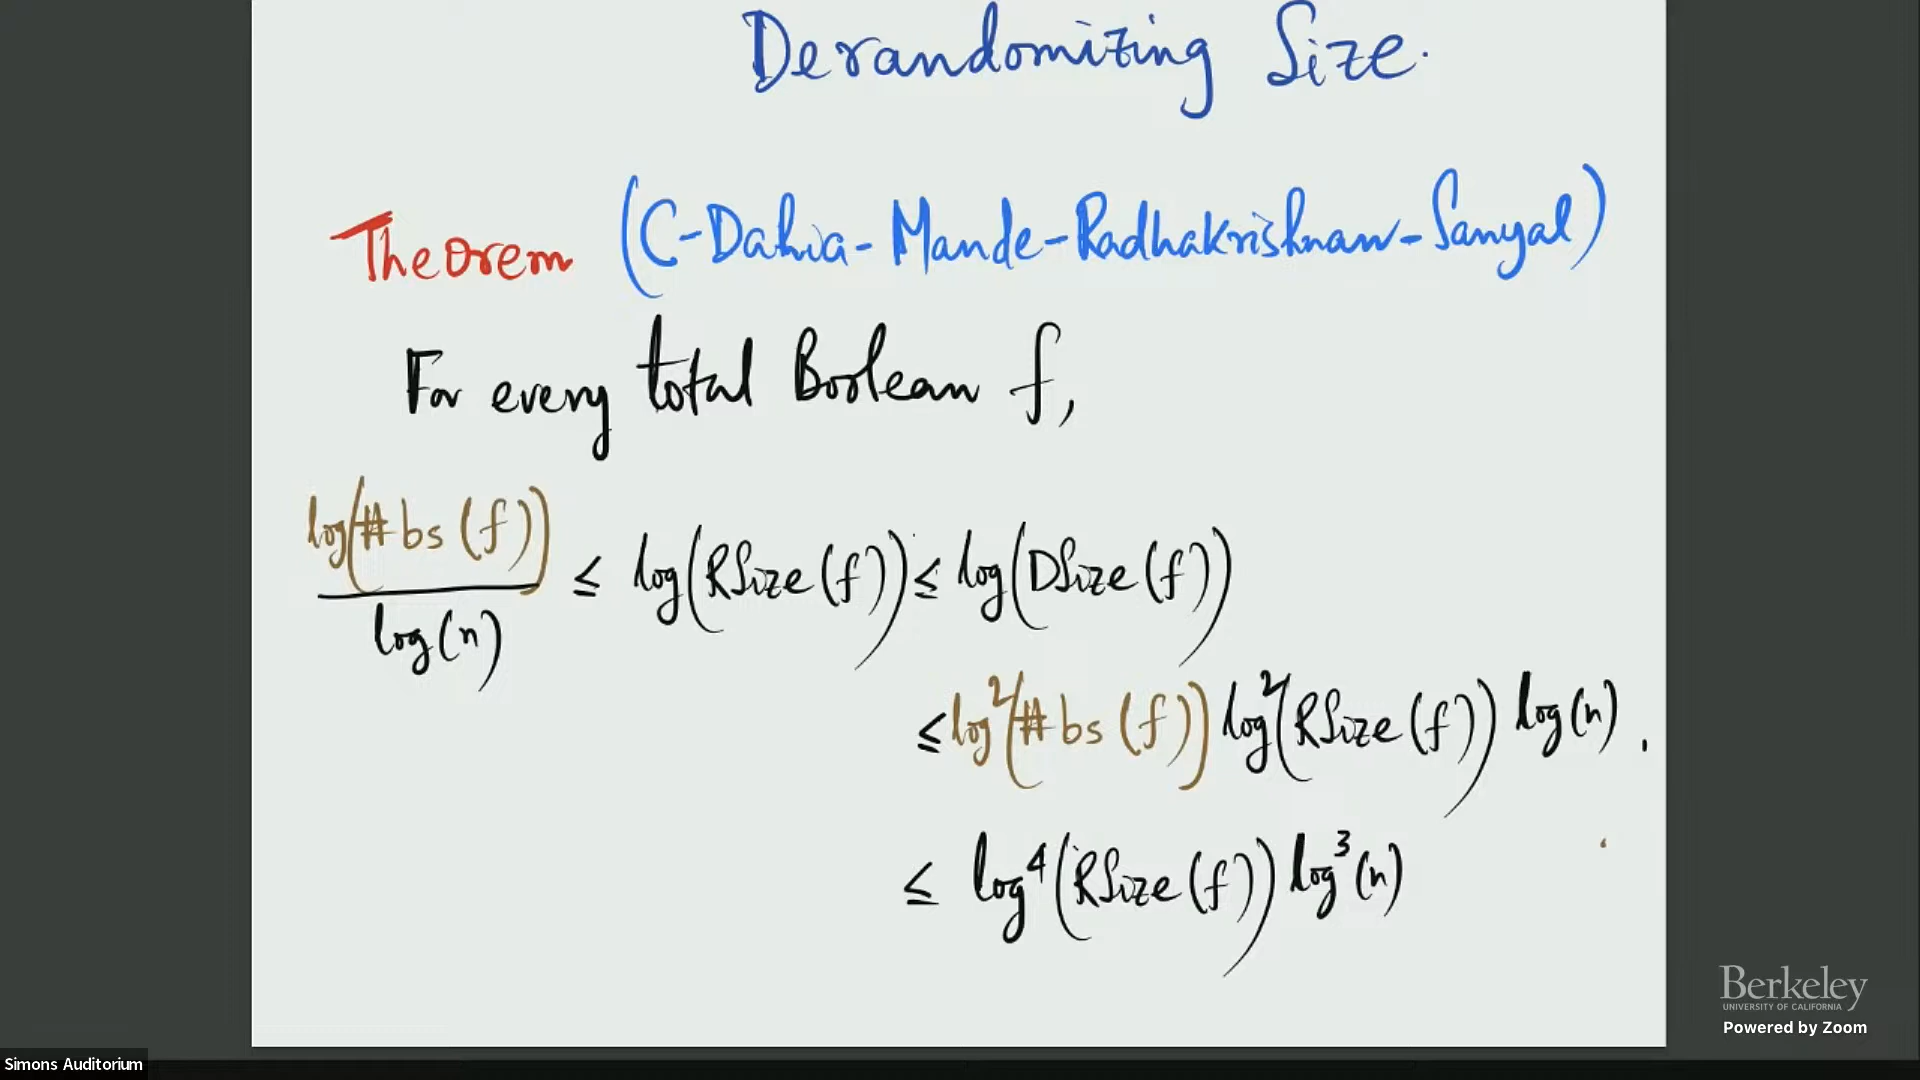 Derandomizing Size.
Theorem (C-Dahia-Mande-Radhakrishnan-Sanyal)
For every total Boolean f,
log(#bs(f))/log(n) ≤ log(RSize(f)) ≤ log(DSize(f))
≤ log²(#bs(f)) log²(RSize(f)) log(n).
≤ log⁴(RSize(f)) log³(n)
Berkeley
UNIVERSITY OF CALIFORNIA
Powered by Zoom
Simons Auditorium